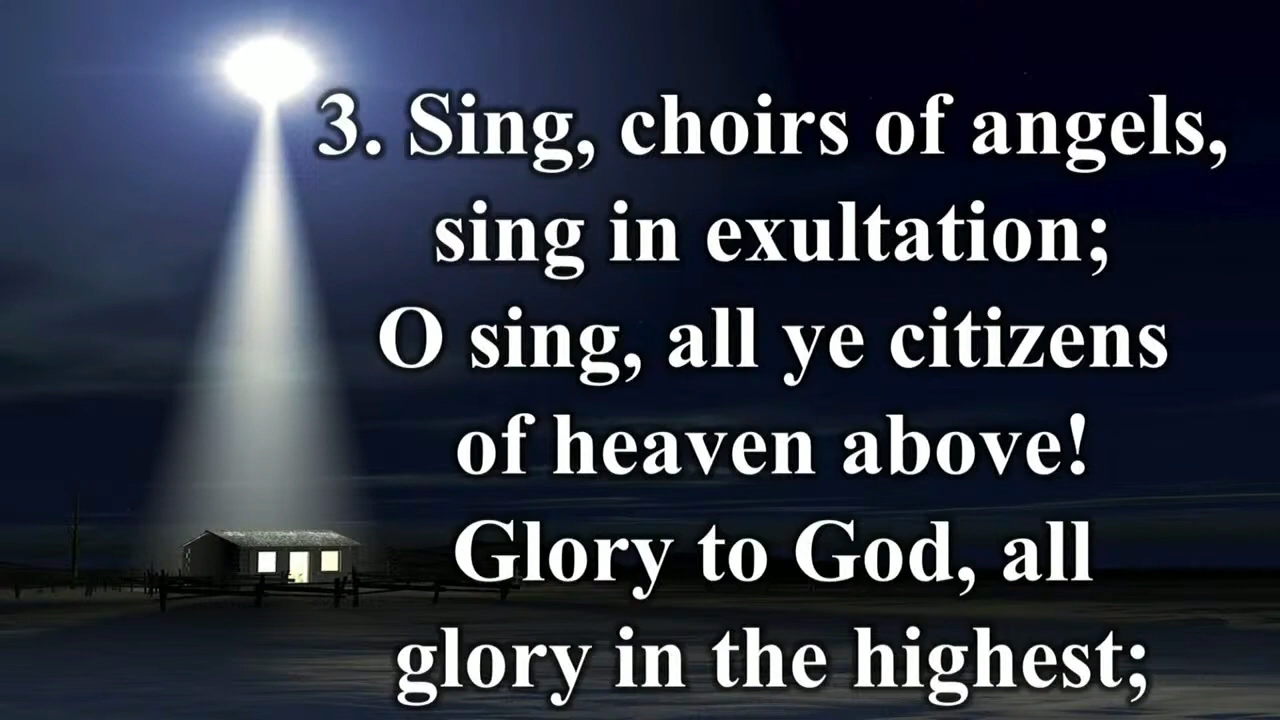 3. Sing, choirs of angels,
sing in exultation;
O sing, all ye citizens
of heaven above!
Glory to God, all
glory in the highest;